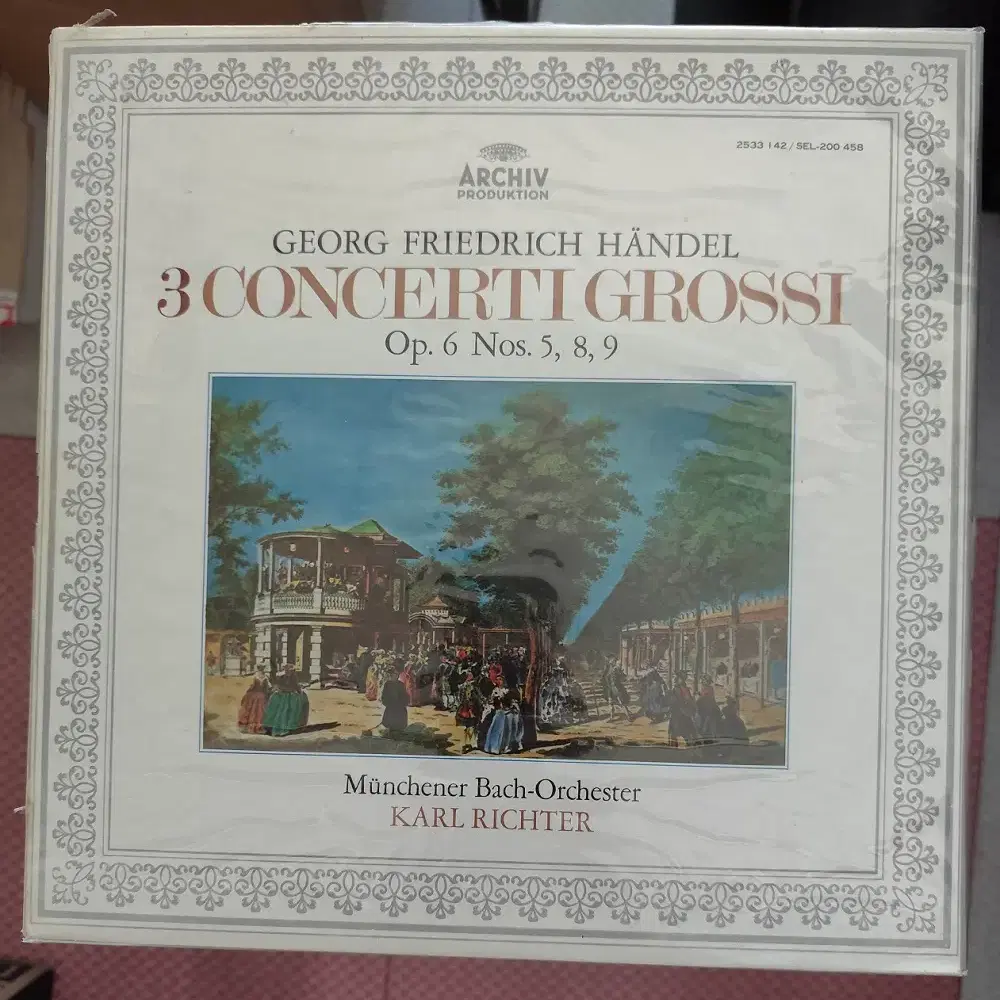 2533 142 / SEL-200 458
ARCHIV
PRODUKTION
GEORG FRIEDRICH HÄNDEL
3 CONCERTI GROSSI
Op. 6 Nos. 5, 8, 9
Münchener Bach-Orchester
KARL RICHTER